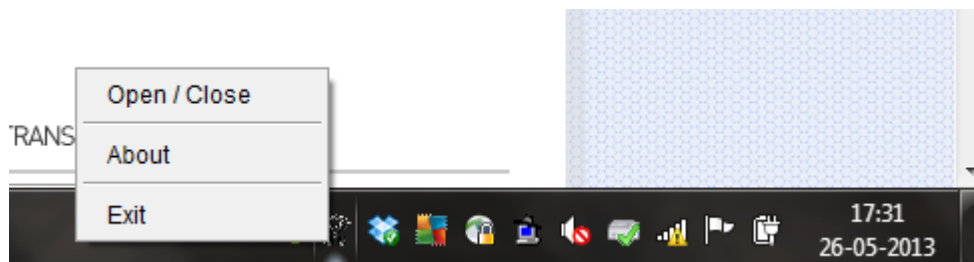 Open / Close
TRANS
About
Exit
17:31
26-05-2013